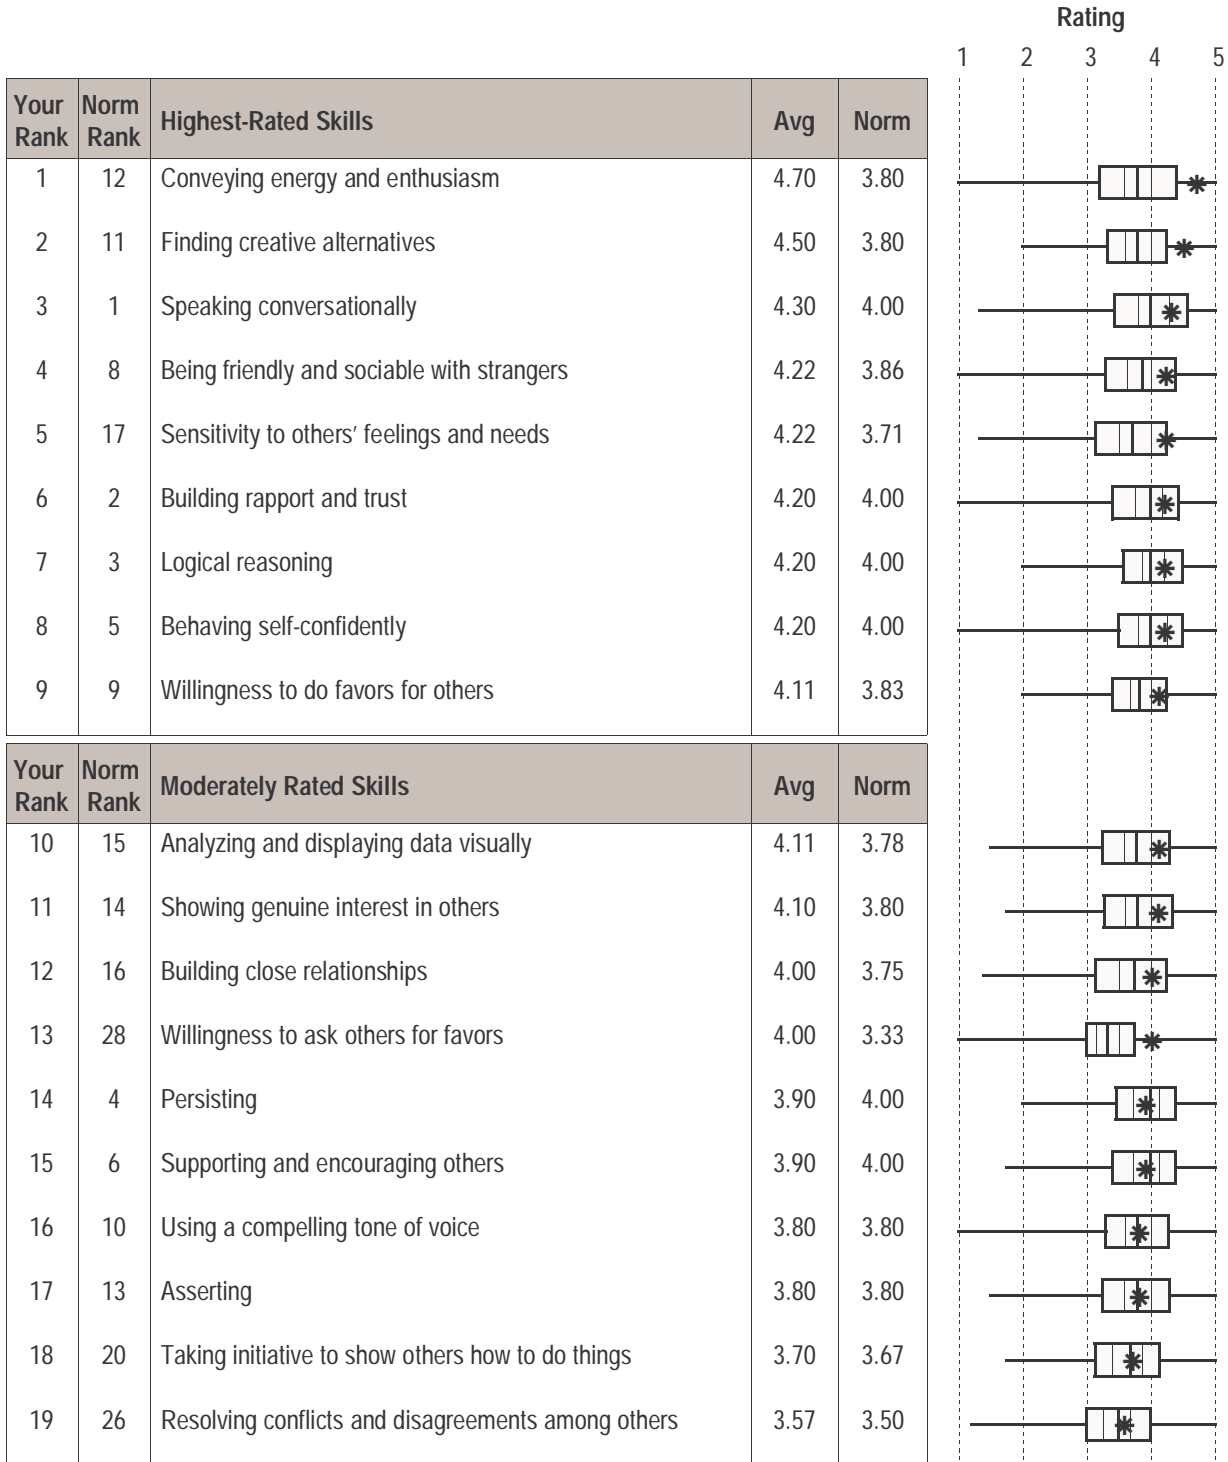 Rating
1 2 3 4 5
Your Rank Norm Rank Highest-Rated Skills Avg Norm
1 12 Conveying energy and enthusiasm 4.70 3.80
2 11 Finding creative alternatives 4.50 3.80
3 1 Speaking conversationally 4.30 4.00
4 8 Being friendly and sociable with strangers 4.22 3.86
5 17 Sensitivity to others’ feelings and needs 4.22 3.71
6 2 Building rapport and trust 4.20 4.00
7 3 Logical reasoning 4.20 4.00
8 5 Behaving self-confidently 4.20 4.00
9 9 Willingness to do favors for others 4.11 3.83
Your Rank Norm Rank Moderately Rated Skills Avg Norm
10 15 Analyzing and displaying data visually 4.11 3.78
11 14 Showing genuine interest in others 4.10 3.80
12 16 Building close relationships 4.00 3.75
13 28 Willingness to ask others for favors 4.00 3.33
14 4 Persisting 3.90 4.00
15 6 Supporting and encouraging others 3.90 4.00
16 10 Using a compelling tone of voice 3.80 3.80
17 13 Asserting 3.80 3.80
18 20 Taking initiative to show others how to do things 3.70 3.67
19 26 Resolving conflicts and disagreements among others 3.57 3.50